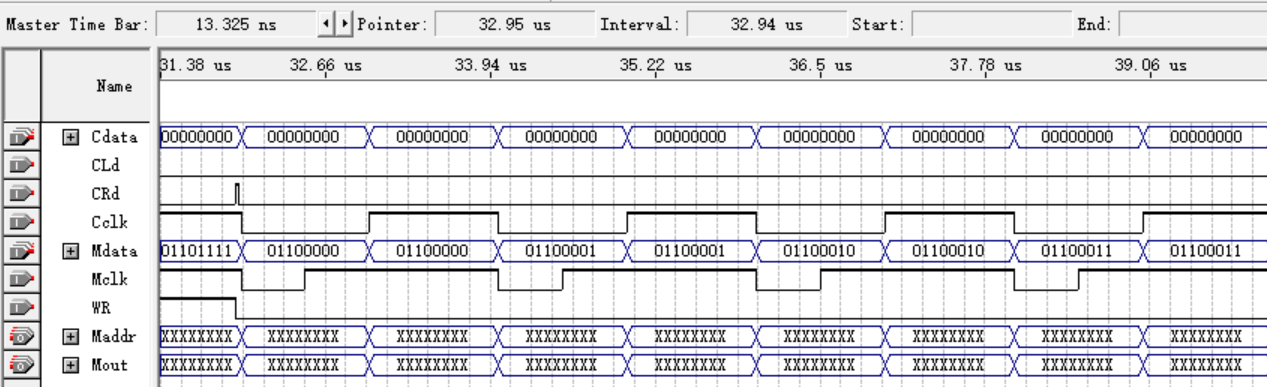 Master Time Bar: 13.325 ns Pointer: 32.95 us Interval: 32.94 us Start: End:
Name 31.38 us 32.66 us 33.94 us 35.22 us 36.5 us 37.78 us 39.06 us
Cdata 00000000 00000000 00000000 00000000 00000000 00000000 00000000 00000000 00000000
CLd
CRd
Cclk
Mdata 01101111 01100000 01100000 01100001 01100001 01100010 01100010 01100011 01100011
Mclk
WR
Maddr XXXXXXXX XXXXXXXX XXXXXXXX XXXXXXXX XXXXXXXX XXXXXXXX XXXXXXXX XXXXXXXX XXXXXXXX
Mout XXXXXXXX XXXXXXXX XXXXXXXX XXXXXXXX XXXXXXXX XXXXXXXX XXXXXXXX XXXXXXXX XXXXXXXX